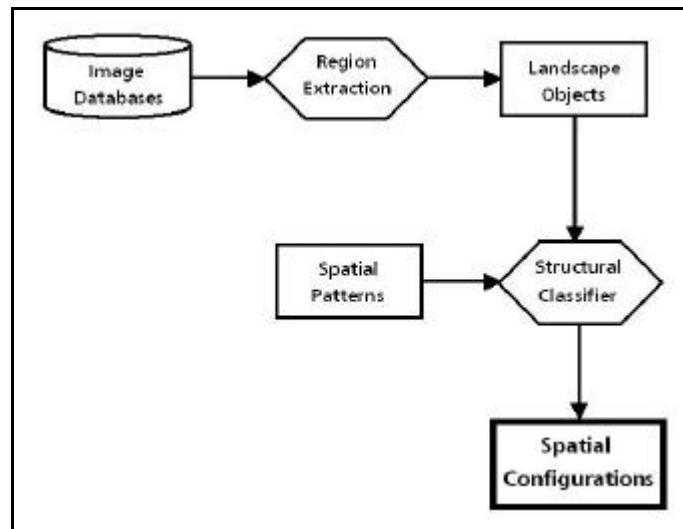 Image
Databases
Region
Extraction
Landscape
Objects
Spatial
Patterns
Structural
Classifier
Spatial
Configurations